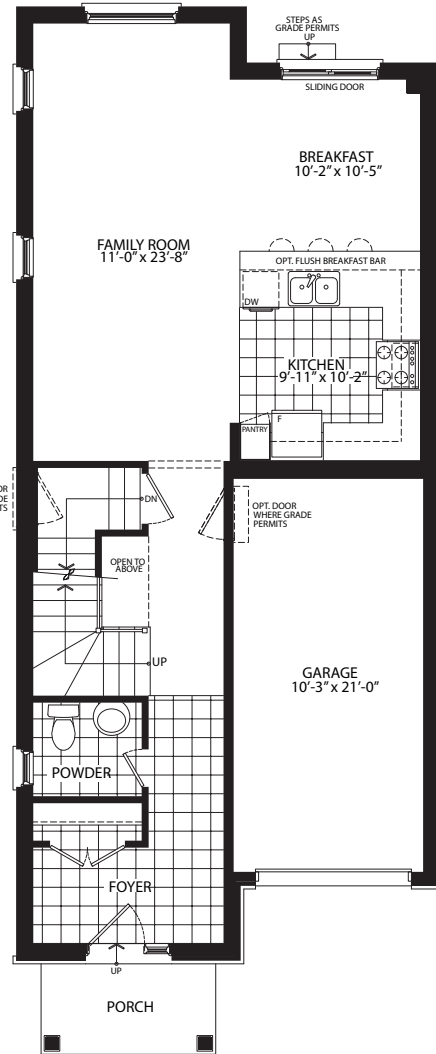 STEPS AS
GRADE PERMITS
UP
SLIDING DOOR
BREAKFAST
10'-2" x 10'-5"
FAMILY ROOM
11'-0" x 23'-8"
OPT. FLUSH BREAKFAST BAR
DW
KITCHEN
9'-11" x 10'-2"
F
PANTRY
DN
OPT. DOOR
WHERE GRADE
PERMITS
OPEN TO
ABOVE
UP
GARAGE
10'-3" x 21'-0"
POWDER
FOYER
UP
PORCH